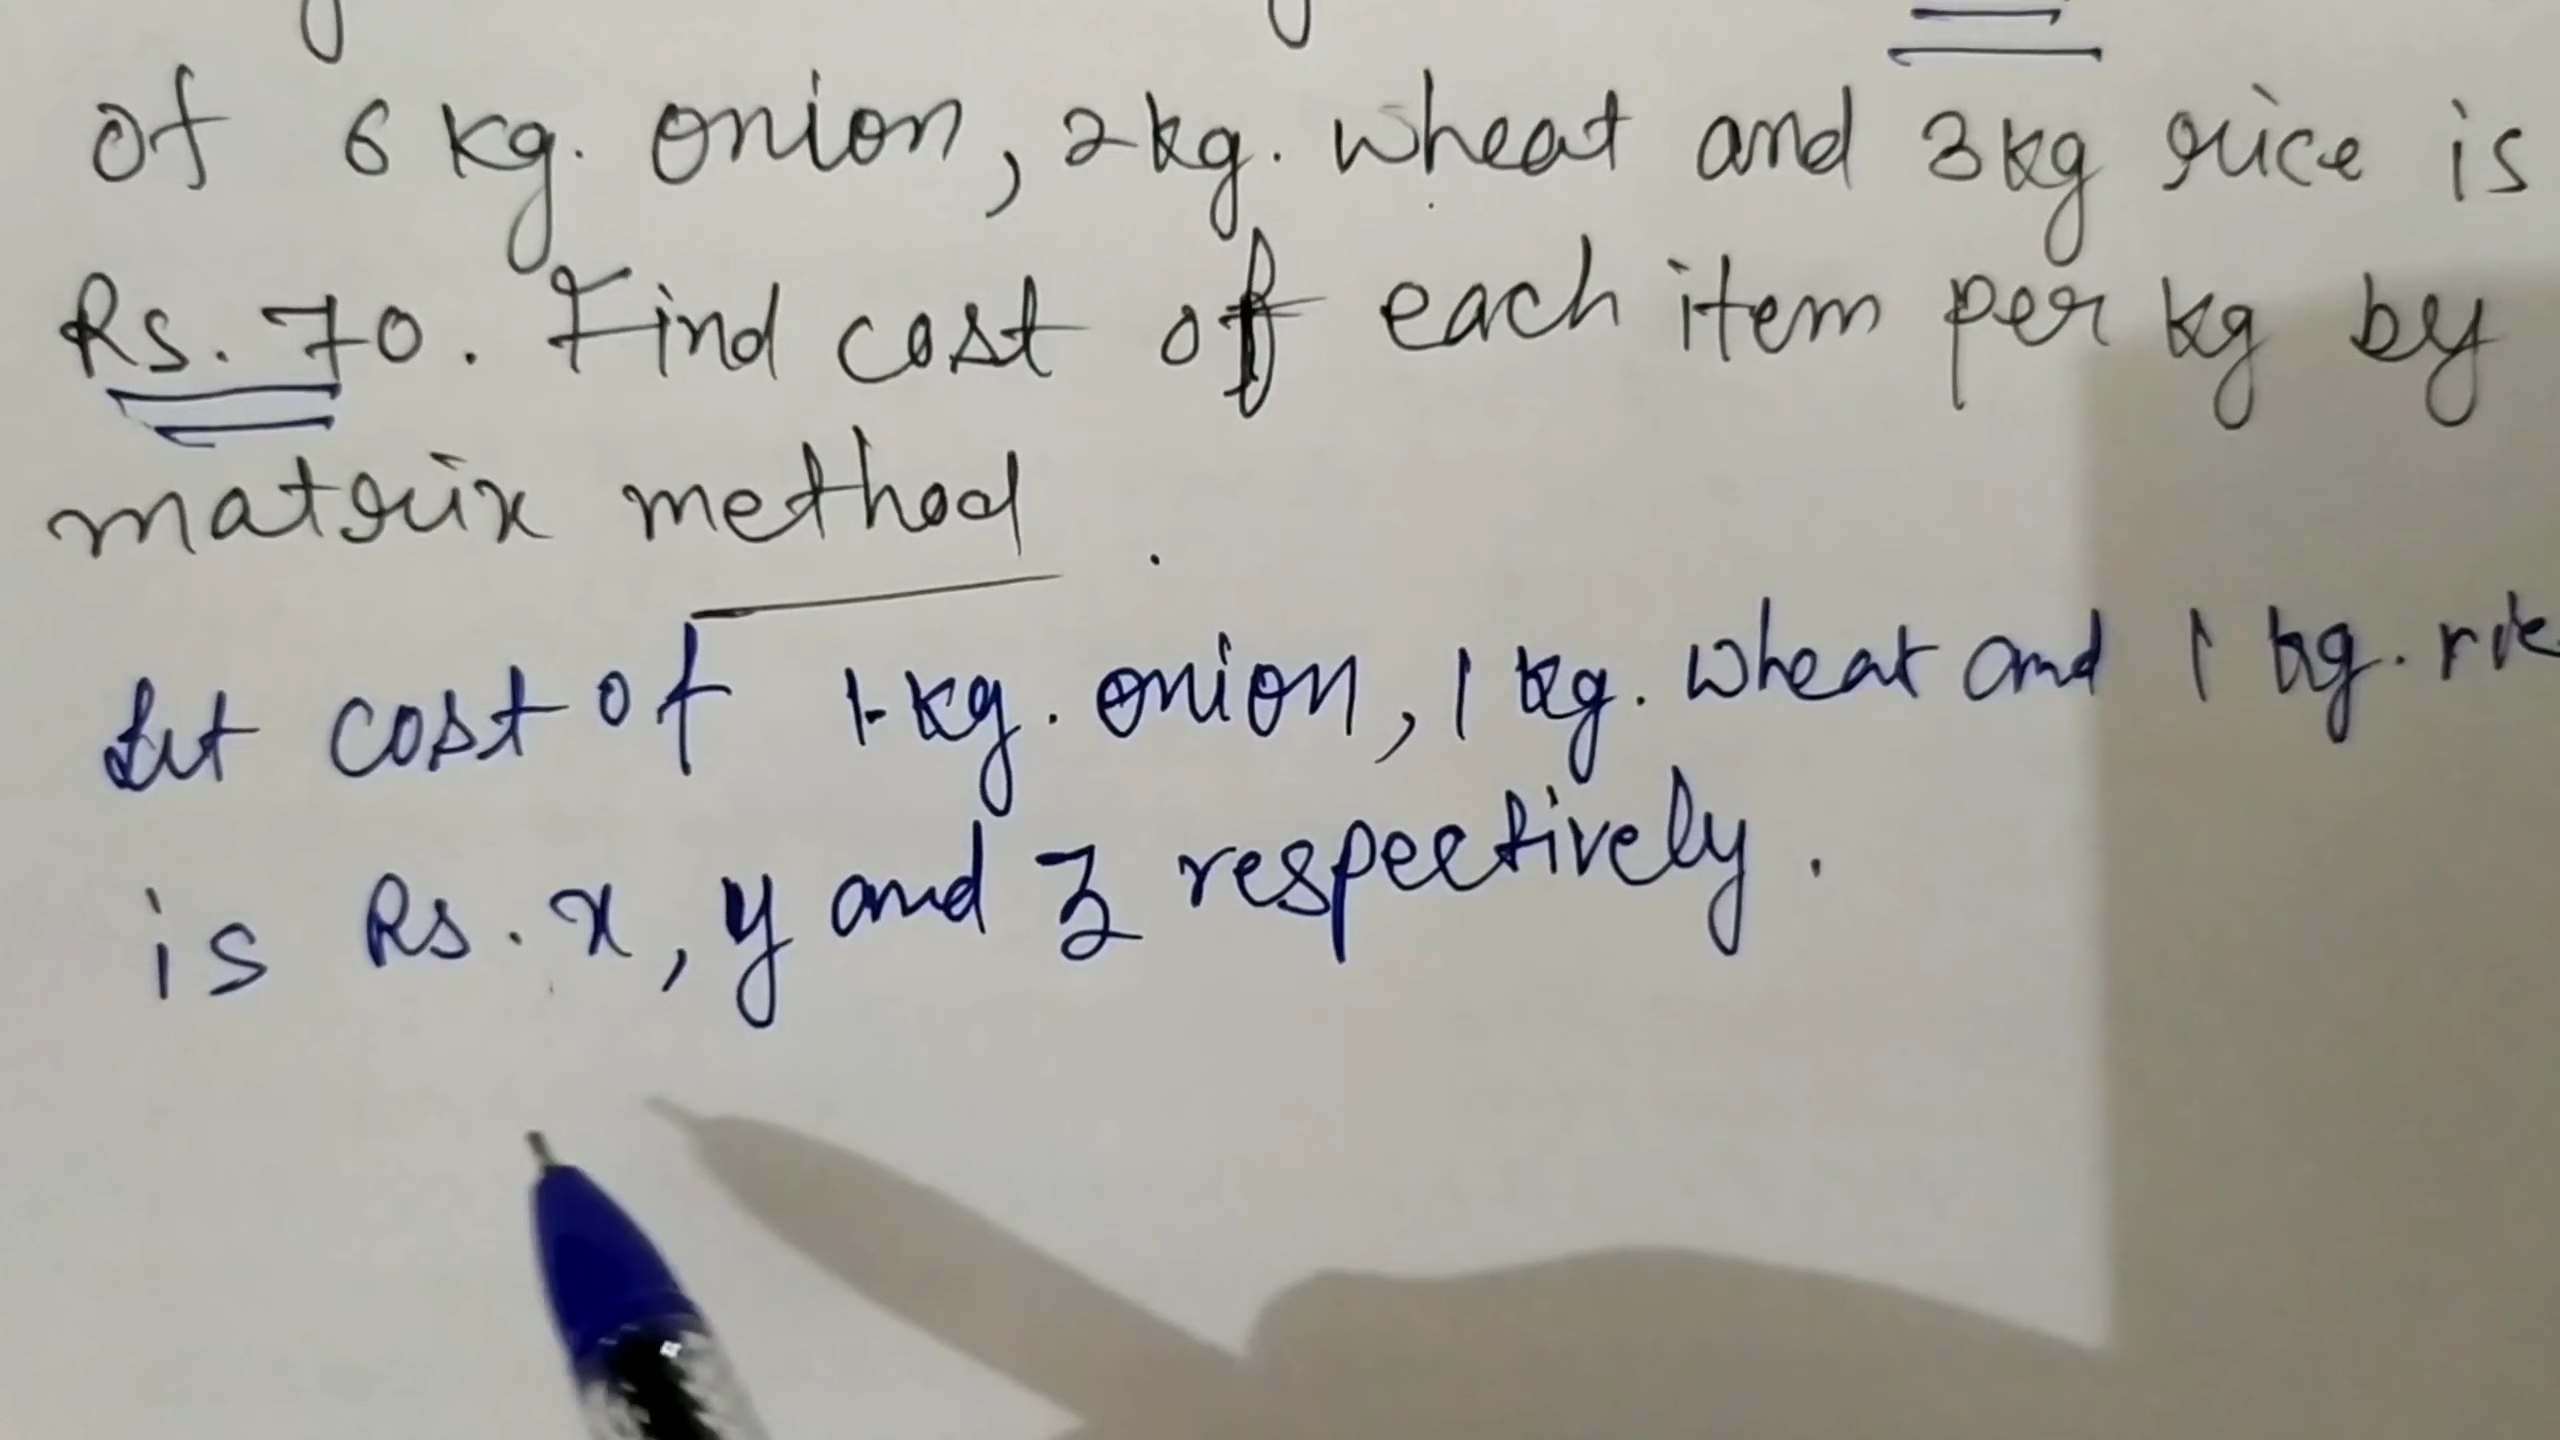 of 6 kg. onion, 2 kg. wheat and 3 kg rice is
Rs. 70. Find cost of each item per kg by
matrix method.
Let cost of 1 kg. onion, 1 kg. wheat and 1 kg. rice
is Rs. x, y and z respectively.